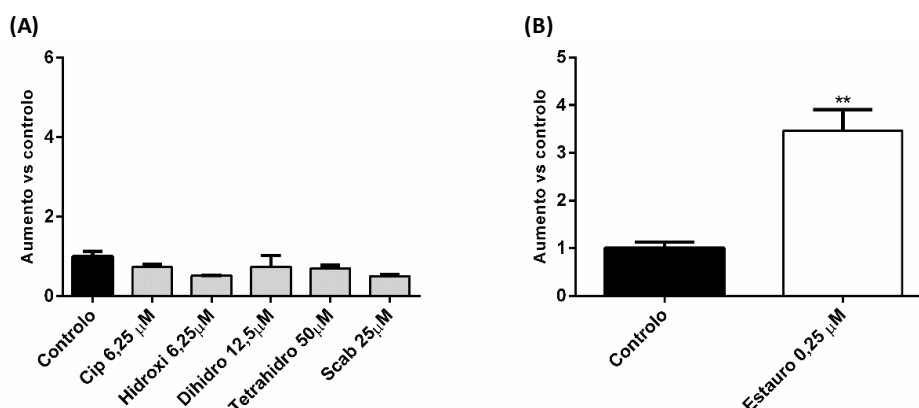 (A)
Aumento vs controlo
6
4
2
0
Controlo
Cip 6,25 µM
Hidroxi 6,25µM
Dihidro 12,5µM
Tetrahidro 50µM
Scab 25µM
(B)
Aumento vs controlo
5
4
3
2
1
0
**
Controlo
Estauro 0,25 µM